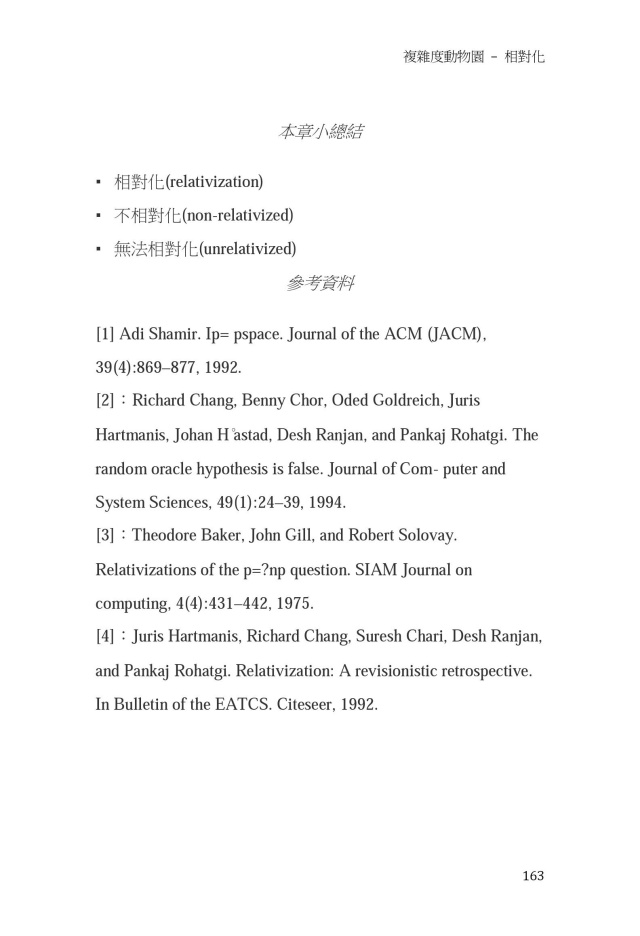 複雜度動物園 – 相對化
本章小總結
▪ 相對化(relativization)
▪ 不相對化(non-relativized)
▪ 無法相對化(unrelativized)
參考資料
[1] Adi Shamir. Ip= pspace. Journal of the ACM (JACM),
39(4):869–877, 1992.
[2]：Richard Chang, Benny Chor, Oded Goldreich, Juris
Hartmanis, Johan H ̊astad, Desh Ranjan, and Pankaj Rohatgi. The
random oracle hypothesis is false. Journal of Com- puter and
System Sciences, 49(1):24–39, 1994.
[3]：Theodore Baker, John Gill, and Robert Solovay.
Relativizations of the p=?np question. SIAM Journal on
computing, 4(4):431–442, 1975.
[4]：Juris Hartmanis, Richard Chang, Suresh Chari, Desh Ranjan,
and Pankaj Rohatgi. Relativization: A revisionistic retrospective.
In Bulletin of the EATCS. Citeseer, 1992.
163